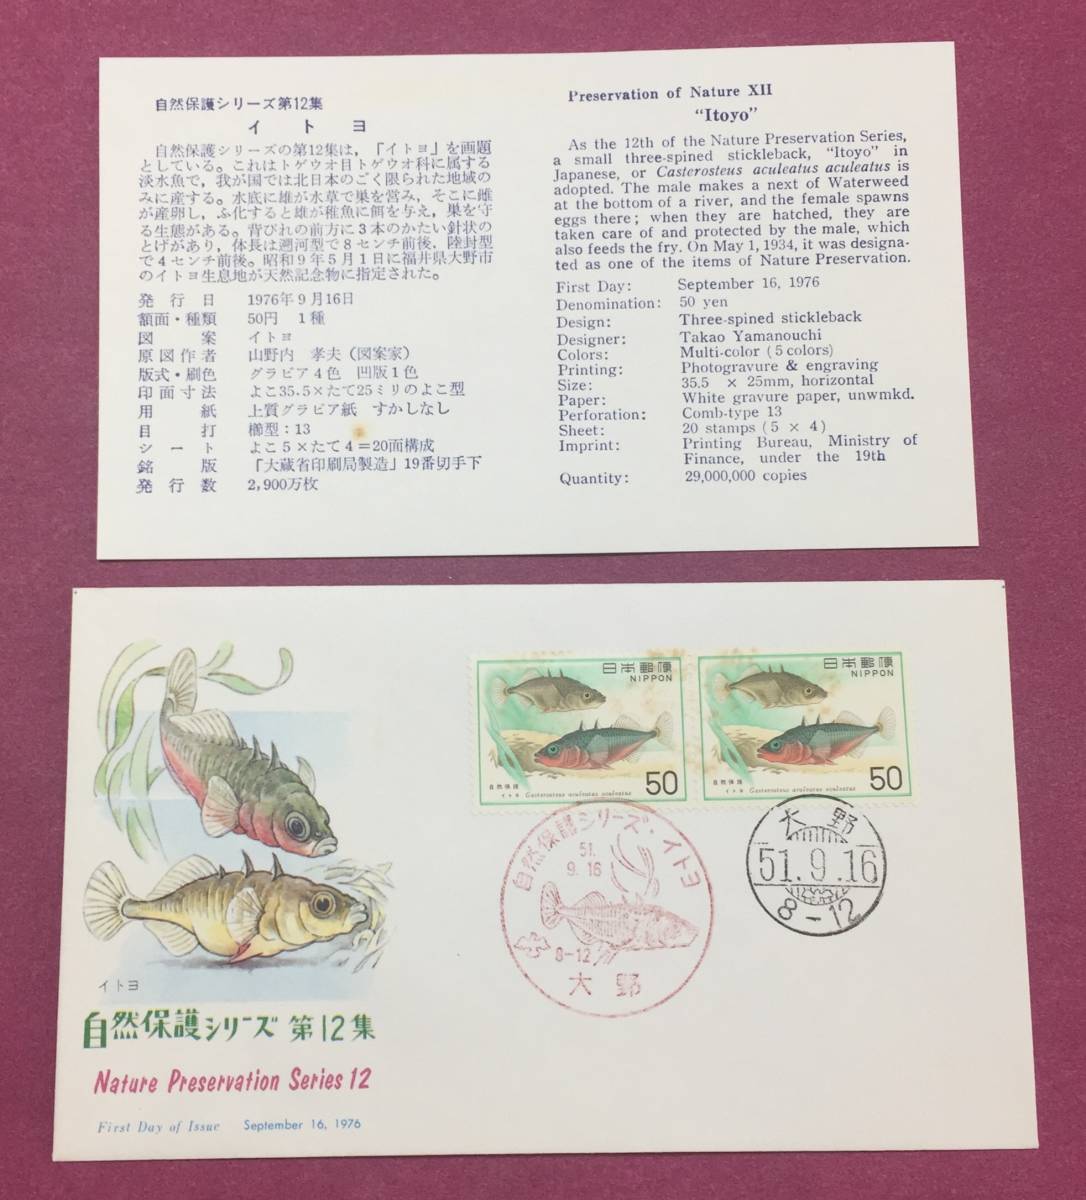 自然保護シリーズ第12集
イトヨ
自然保護シリーズの第12集は，『イトヨ』を画題
としている。これはトゲウオ目トゲウオ科に属する
淡水魚で，我が国では北日本のごく限られた地域の
みに産する。水底に雄が水草で巣を営み，そこに雌
が産卵し，ふ化すると雄が稚魚に餌を与え，巣を守
る生態がある。背びれの前方に3本のかたい針状の
とげがあり，体長は遡河型で8センチ前後，陸封型
で4センチ前後。昭和9年5月1日に福井県大野市
のイトヨ生息地が天然記念物に指定された。
発行日 1976年9月16日
額面・種類 50円 1種
図案 イトヨ
原図作者 山野内 孝夫（図案家）
版式・刷色 グラビア4色 凹版1色
印面寸法 よこ35.5×たて25ミリのよこ型
用紙 上質グラビア紙 すかしなし
目打 櫛型：13
シート よこ5×たて4＝20面構成
銘版 「大蔵省印刷局製造」19番切手下
発行数 2,900万枚
Preservation of Nature XII
"Itoyo"
As the 12th of the Nature Preservation Series,
a small three-spined stickleback, "Itoyo" in
Japanese, or Casterosteus aculeatus aculeatus is
adopted. The male makes a next of Waterweed
at the bottom of a river, and the female spawns
eggs there; when they are hatched, they are
taken care of and protected by the male, which
also feeds the fry. On May 1, 1934, it was designa-
ted as one of the items of Nature Preservation.
First Day: September 16, 1976
Denomination: 50 yen
Design: Three-spined stickleback
Designer: Takao Yamanouchi
Colors: Multi-color (5 colors)
Printing: Photogravure & engraving
Size: 35.5 × 25mm, horizontal
Paper: White gravure paper, unwmkd.
Perforation: Comb-type 13
Sheet: 20 stamps (5 × 4)
Imprint: Printing Bureau, Ministry of
Finance, under the 19th
Quantity: 29,000,000 copies
日本郵便
NIPPON
50
自然保護
イトヨ
Gasterosteus aculeatus aculeatus
日本郵便
NIPPON
50
自然保護
イトヨ
Gasterosteus aculeatus aculeatus
自然保護シリーズ・イトヨ
51.
9.16
8-12
大野
大野
51.9.16
8-12
イトヨ
自然保護シリーズ 第12集
Nature Preservation Series 12
First Day of Issue September 16, 1976